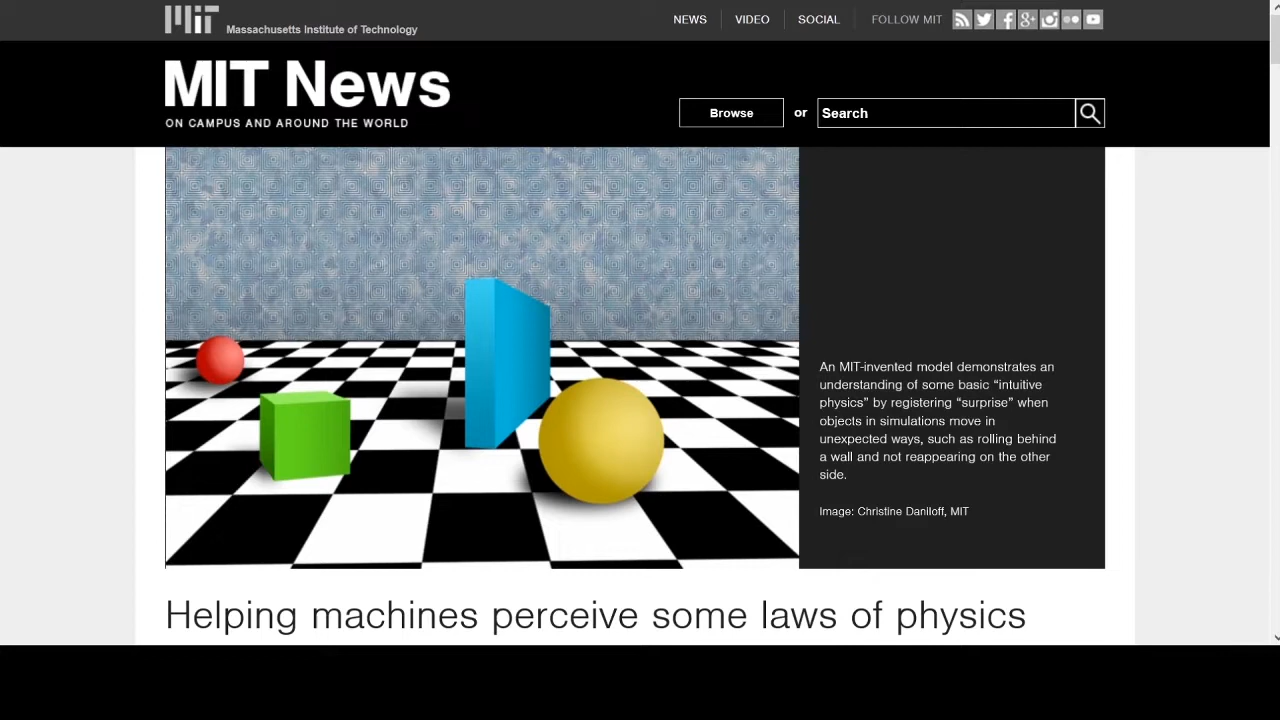 MIT Massachusetts Institute of Technology
NEWS VIDEO SOCIAL FOLLOW MIT
MIT News
ON CAMPUS AND AROUND THE WORLD
Browse or Search
An MIT-invented model demonstrates an
understanding of some basic “intuitive
physics” by registering “surprise” when
objects in simulations move in
unexpected ways, such as rolling behind
a wall and not reappearing on the other
side.
Image: Christine Daniloff, MIT
Helping machines perceive some laws of physics